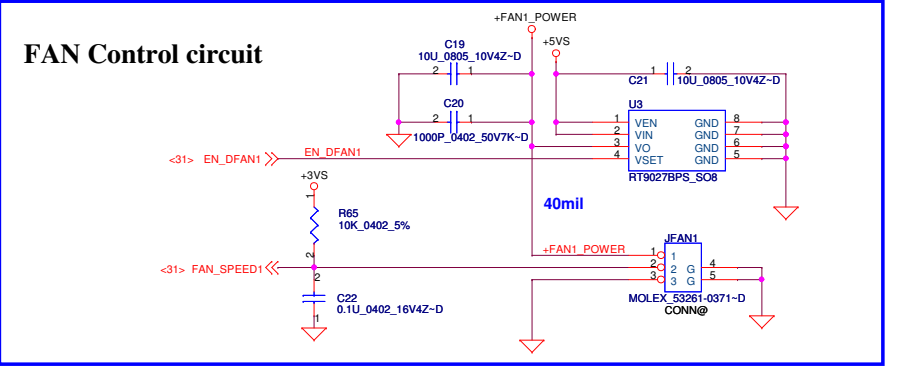 +FAN1_POWER
FAN Control circuit
+5VS
C19
10U_0805_10V4Z~D
2 1
1 2
C21 10U_0805_10V4Z~D
C20
2 1
1000P_0402_50V7K~D
U3
1 VEN GND 8
2 VIN GND 7
3 VO GND 6
4 VSET GND 5
RT9027BPS_SO8
<31> EN_DFAN1 EN_DFAN1
+3VS
1
R65
10K_0402_5%
2
40mil
JFAN1
+FAN1_POWER 1 1
2 2 G 4
3 3 G 5
MOLEX_53261-0371~D
CONN@
<31> FAN_SPEED1
2
C22
0.1U_0402_16V4Z~D
1